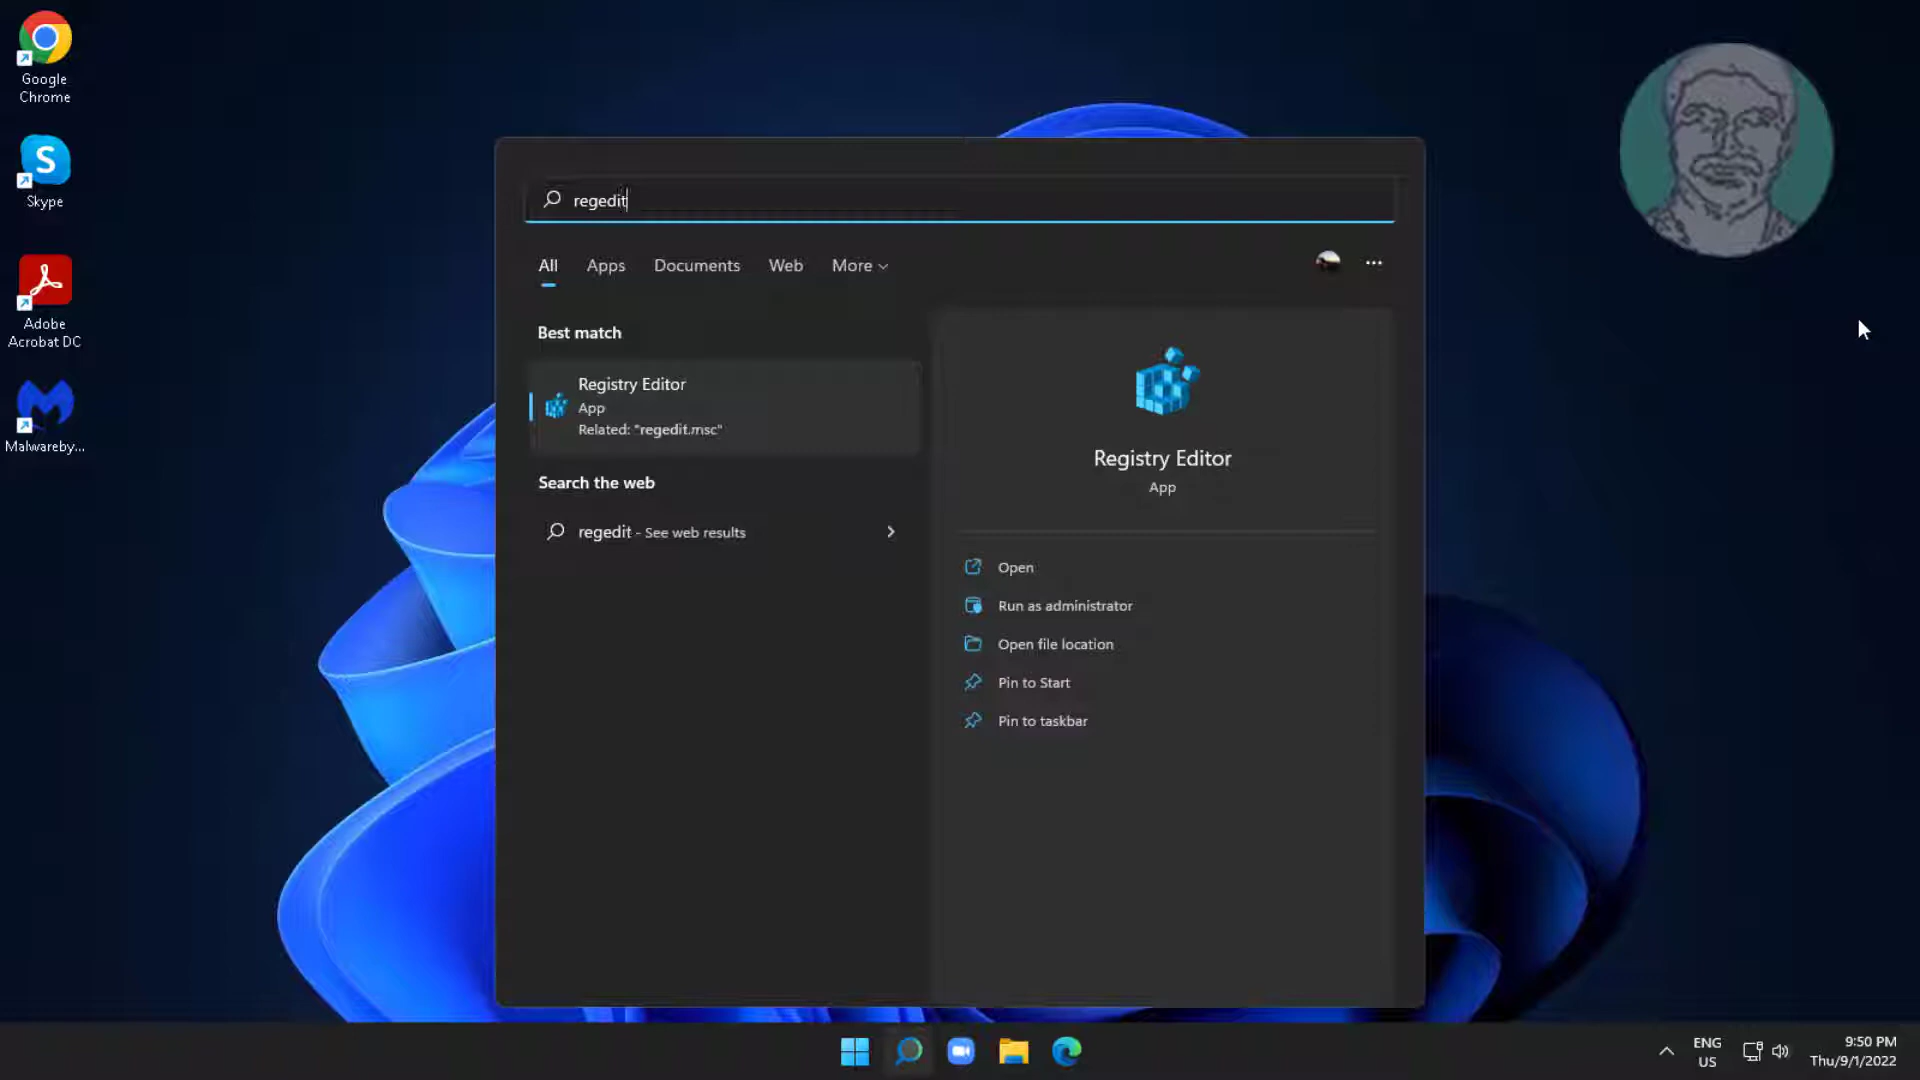 Google
Chrome
S
Skype
Adobe
Acrobat DC
Malwareby...
regedit
All
Apps
Documents
Web
More
Best match
Registry Editor
App
Related: "regedit.msc"
Search the web
regedit - See web results
Registry Editor
App
Open
Run as administrator
Open file location
Pin to Start
Pin to taskbar
ENG
US
9:50 PM
Thu/9/1/2022